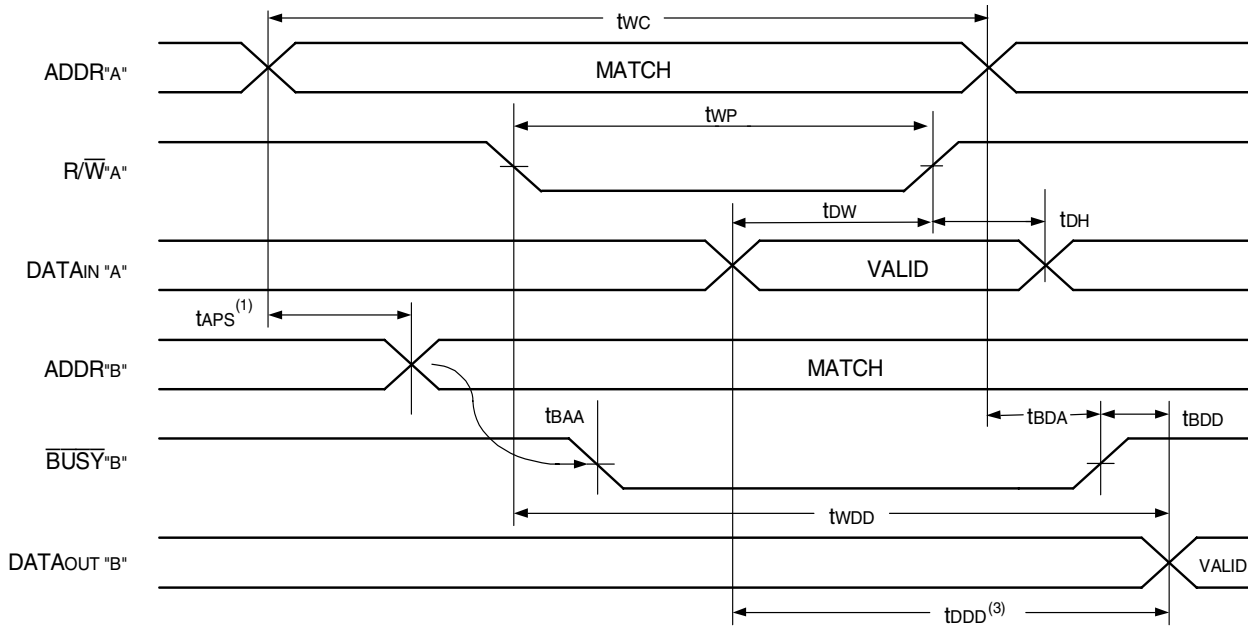 tWC
ADDR"A"
MATCH
tWP
R/W̅"A"
tDW
tDH
DATAIN "A"
VALID
tAPS(1)
ADDR"B"
MATCH
tBAA
tBDA
tBDD
B̅U̅S̅Y̅"B"
tWDD
DATAOUT "B"
VALID
tDDD(3)